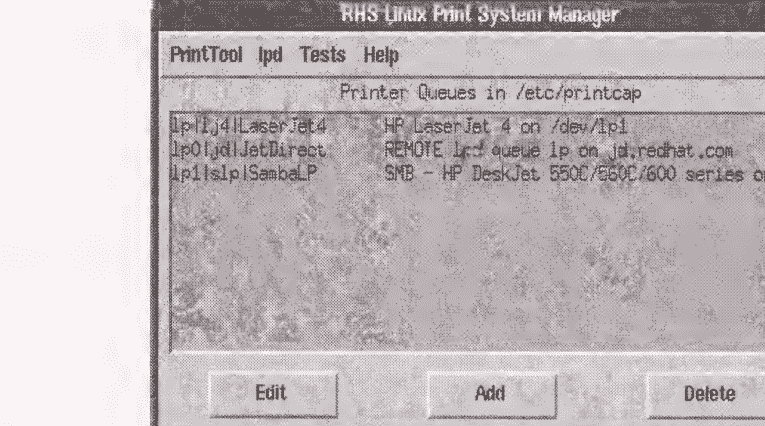 RHS Linux Print System Manager
PrintTool lpd Tests Help
Printer Queues in /etc/printcap
lp|lj4|LaserJet4 HP LaserJet 4 on /dev/lp1
lp0|jd|JetDirect REMOTE lpd queue lp on jd.redhat.com
lp1|slp|SambaLP SMB - HP DeskJet 550C/560C/600 series on
Edit Add Delete